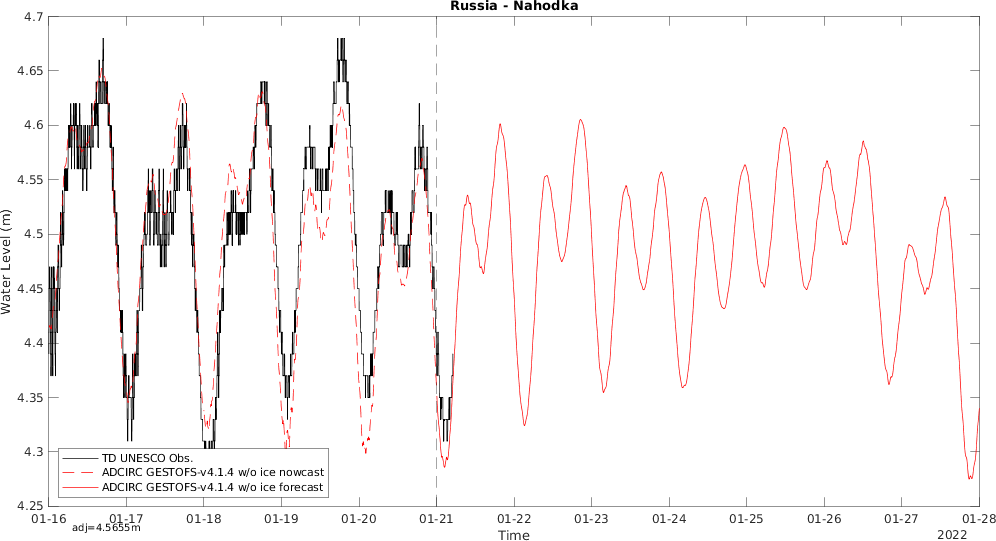 Russia - Nahodka
4.7
4.65
4.6
4.55
4.5
4.45
4.4
4.35
4.3
4.25
Water Level (m)
TD UNESCO Obs.
ADCIRC GESTOFS-v4.1.4 w/o ice nowcast
ADCIRC GESTOFS-v4.1.4 w/o ice forecast
01-16 01-17 01-18 01-19 01-20 01-21 01-22 01-23 01-24 01-25 01-26 01-27 01-28
adj=4.5655m
Time
2022